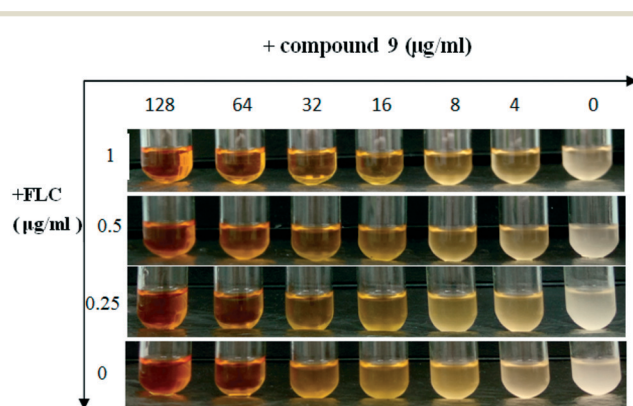 + compound 9 (μg/ml)
128 64 32 16 8 4 0
1
+FLC
(μg/ml )
0.5
0.25
0